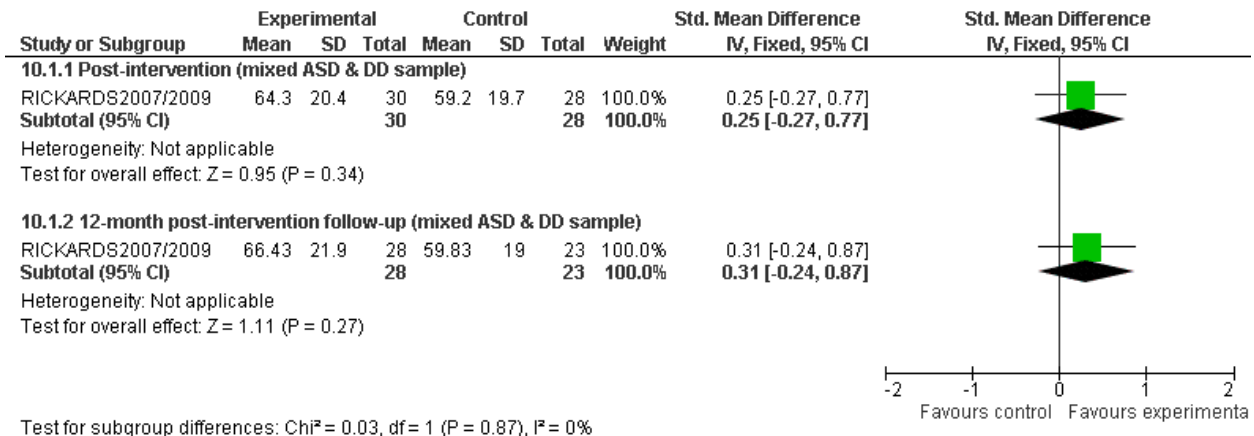 Experimental Control Std. Mean Difference Std. Mean Difference
Study or Subgroup Mean SD Total Mean SD Total Weight IV, Fixed, 95% CI IV, Fixed, 95% CI
10.1.1 Post-intervention (mixed ASD & DD sample)
RICKARDS2007/2009 64.3 20.4 30 59.2 19.7 28 100.0% 0.25 [-0.27, 0.77]
Subtotal (95% CI) 30 28 100.0% 0.25 [-0.27, 0.77]
Heterogeneity: Not applicable
Test for overall effect: Z = 0.95 (P = 0.34)
10.1.2 12-month post-intervention follow-up (mixed ASD & DD sample)
RICKARDS2007/2009 66.43 21.9 28 59.83 19 23 100.0% 0.31 [-0.24, 0.87]
Subtotal (95% CI) 28 23 100.0% 0.31 [-0.24, 0.87]
Heterogeneity: Not applicable
Test for overall effect: Z = 1.11 (P = 0.27)
-2 -1 0 1 2
Favours control Favours experimenta
Test for subgroup differences: Chi² = 0.03, df = 1 (P = 0.87), I² = 0%